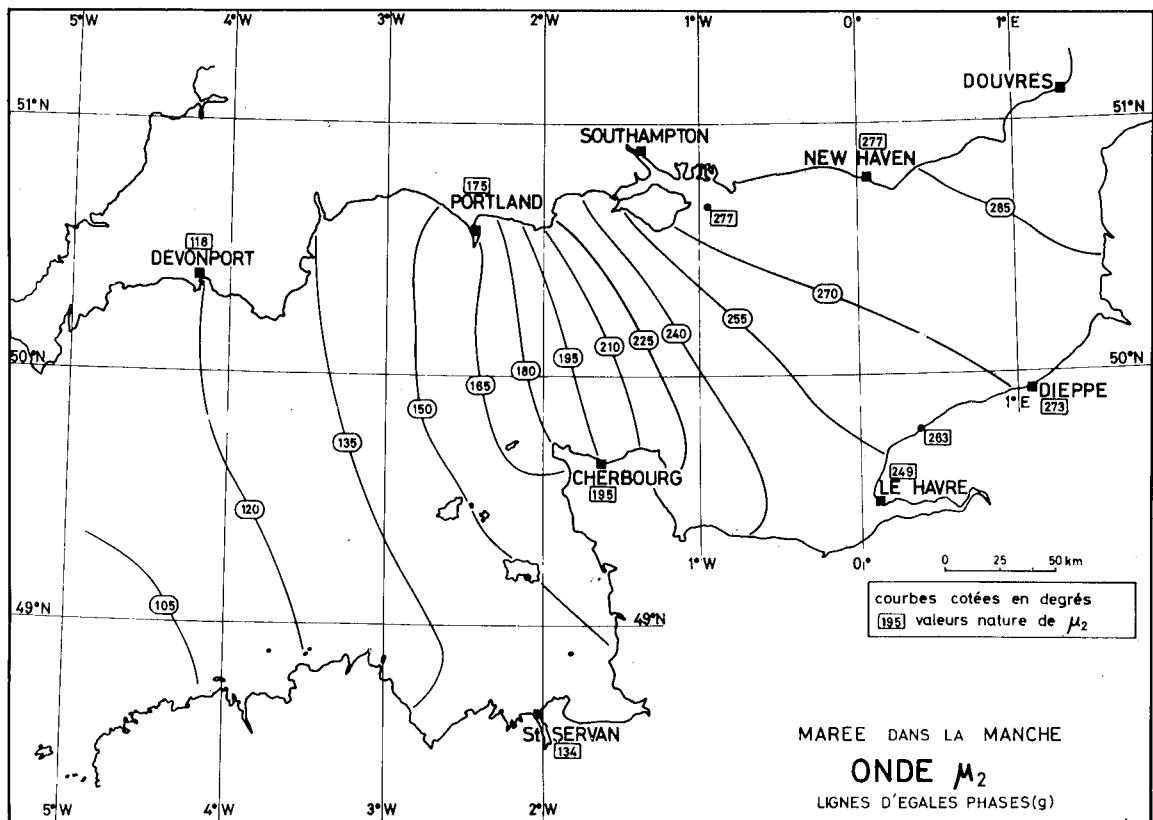 5°W 4°W 3°W 2°W 1°W 0° 1°E
DOUVRES
51°N 51°N
SOUTHAMPTON
277
NEW HAVEN
175
PORTLAND
285
277
118
DEVONPORT
270
255
240
225
210
195
180
165
150
135
120
105
50°N 50°N
1°E
DIEPPE
273
263
CHERBOURG
195
249
LE HAVRE
1°W 0°
0 25 50 km
courbes cotées en degrés
195 valeurs nature de μ₂
49°N 49°N
St SERVAN
134
MAREE DANS LA MANCHE
ONDE μ₂
LIGNES D'EGALES PHASES(g)
5°W 4°W 3°W 2°W